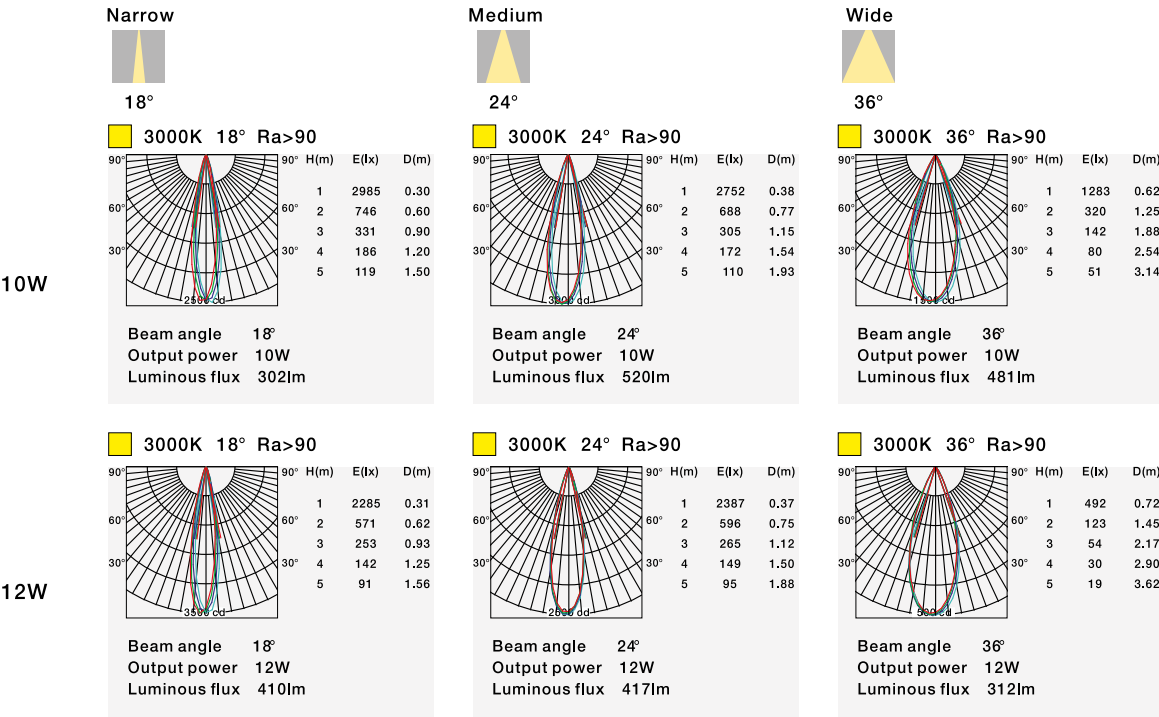 Narrow Medium Wide
18° 24° 36°
3000K 18° Ra>90
90° 90° H(m) E(lx) D(m)
1 2985 0.30
60° 60° 2 746 0.60
3 331 0.90
30° 30° 4 186 1.20
5 119 1.50
2500 cd
Beam angle 18°
Output power 10W
Luminous flux 302lm
3000K 24° Ra>90
90° 90° H(m) E(lx) D(m)
1 2752 0.38
60° 60° 2 688 0.77
3 305 1.15
30° 30° 4 172 1.54
5 110 1.93
3000 cd
Beam angle 24°
Output power 10W
Luminous flux 520lm
3000K 36° Ra>90
90° 90° H(m) E(lx) D(m)
1 1283 0.62
60° 60° 2 320 1.25
3 142 1.88
30° 30° 4 80 2.54
5 51 3.14
1500 cd
Beam angle 36°
Output power 10W
Luminous flux 481lm
10W
3000K 18° Ra>90
90° 90° H(m) E(lx) D(m)
1 2285 0.31
60° 60° 2 571 0.62
3 253 0.93
30° 30° 4 142 1.25
5 91 1.56
3500 cd
Beam angle 18°
Output power 12W
Luminous flux 410lm
3000K 24° Ra>90
90° 90° H(m) E(lx) D(m)
1 2387 0.37
60° 60° 2 596 0.75
3 265 1.12
30° 30° 4 149 1.50
5 95 1.88
cd
Beam angle 24°
Output power 12W
Luminous flux 417lm
3000K 36° Ra>90
90° 90° H(m) E(lx) D(m)
1 492 0.72
60° 60° 2 123 1.45
3 54 2.17
30° 30° 4 30 2.90
5 19 3.62
500 cd
Beam angle 36°
Output power 12W
Luminous flux 312lm
12W